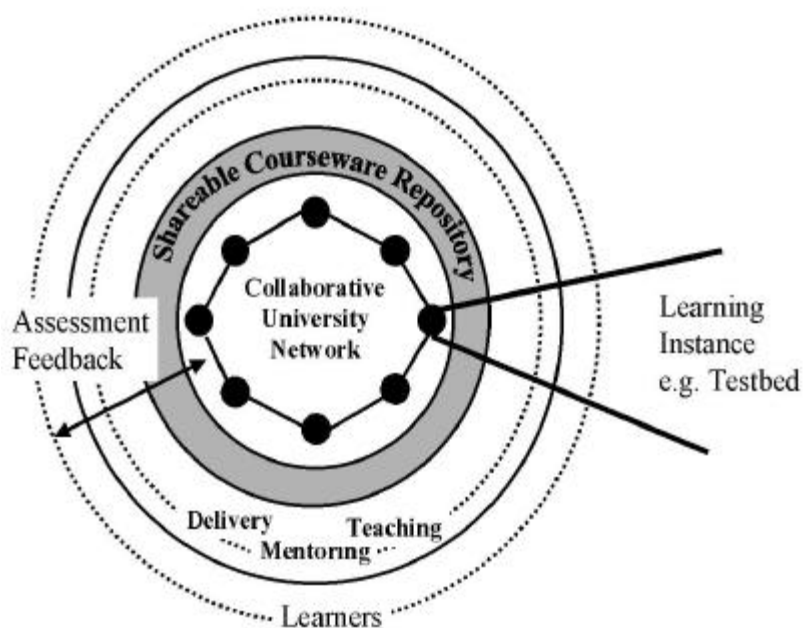 Shareable Courseware Repository
Collaborative
University
Network
Assessment
Feedback
Learning
Instance
e.g. Testbed
Delivery
Teaching
Mentoring
Learners